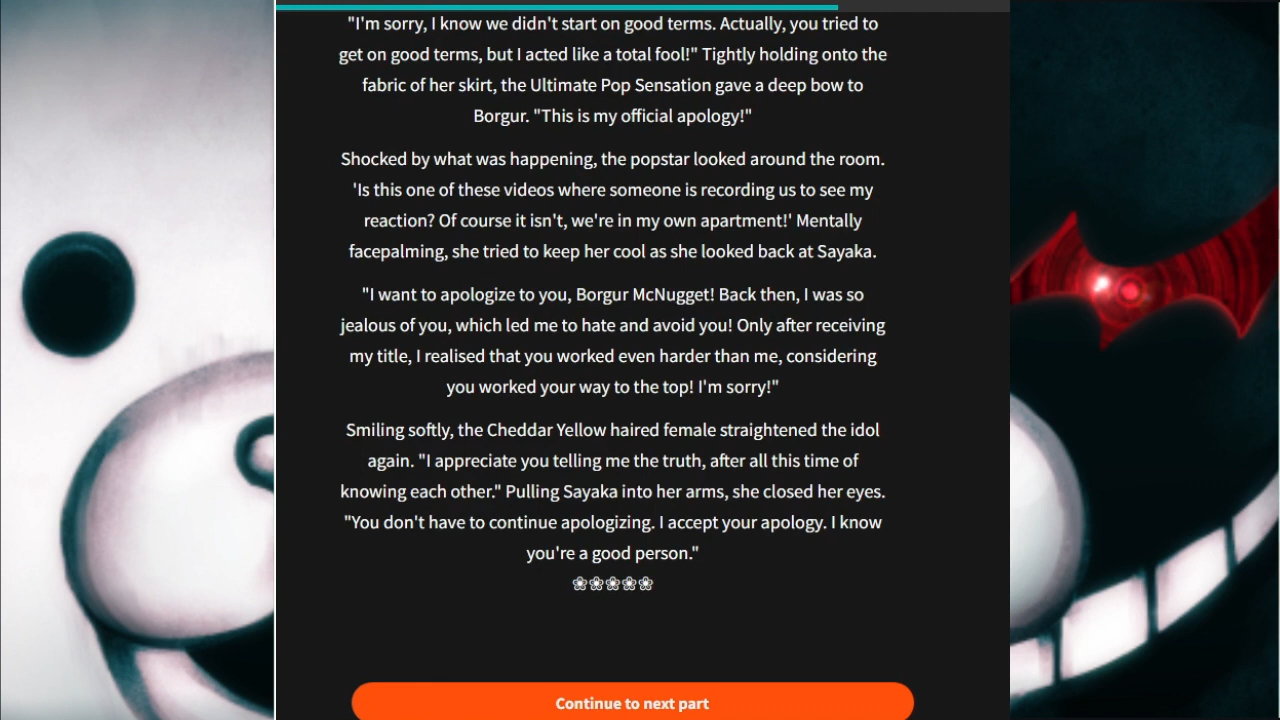 "I'm sorry, I know we didn't start on good terms. Actually, you tried to
get on good terms, but I acted like a total fool!" Tightly holding onto the
fabric of her skirt, the Ultimate Pop Sensation gave a deep bow to
Borgur. "This is my official apology!"
Shocked by what was happening, the popstar looked around the room.
'Is this one of these videos where someone is recording us to see my
reaction? Of course it isn't, we're in my own apartment!' Mentally
facepalming, she tried to keep her cool as she looked back at Sayaka.
"I want to apologize to you, Borgur McNugget! Back then, I was so
jealous of you, which led me to hate and avoid you! Only after receiving
my title, I realised that you worked even harder than me, considering
you worked your way to the top! I'm sorry!"
Smiling softly, the Cheddar Yellow haired female straightened the idol
again. "I appreciate you telling me the truth, after all this time of
knowing each other." Pulling Sayaka into her arms, she closed her eyes.
"You don't have to continue apologizing. I accept your apology. I know
you're a good person."
❀❀❀❀❀
Continue to next part